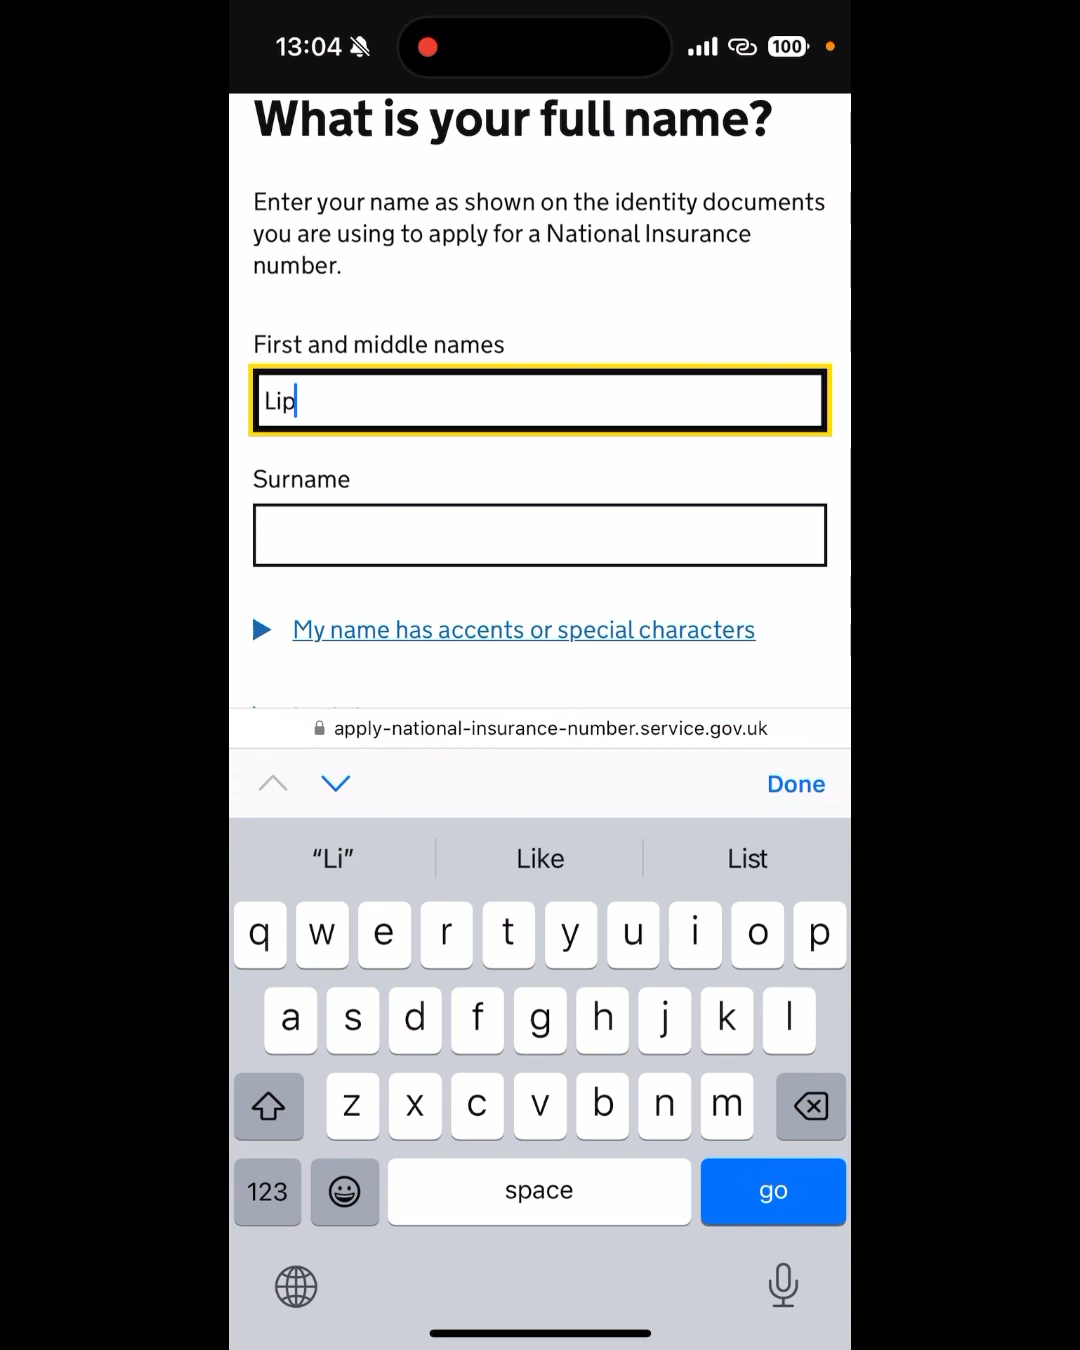 13:04
100
What is your full name?
Enter your name as shown on the identity documents
you are using to apply for a National Insurance
number.
First and middle names
Lip
Surname
My name has accents or special characters
apply-national-insurance-number.service.gov.uk
Done
“Li” Like List
q w e r t y u i o p
a s d f g h j k l
z x c v b n m
123 space go